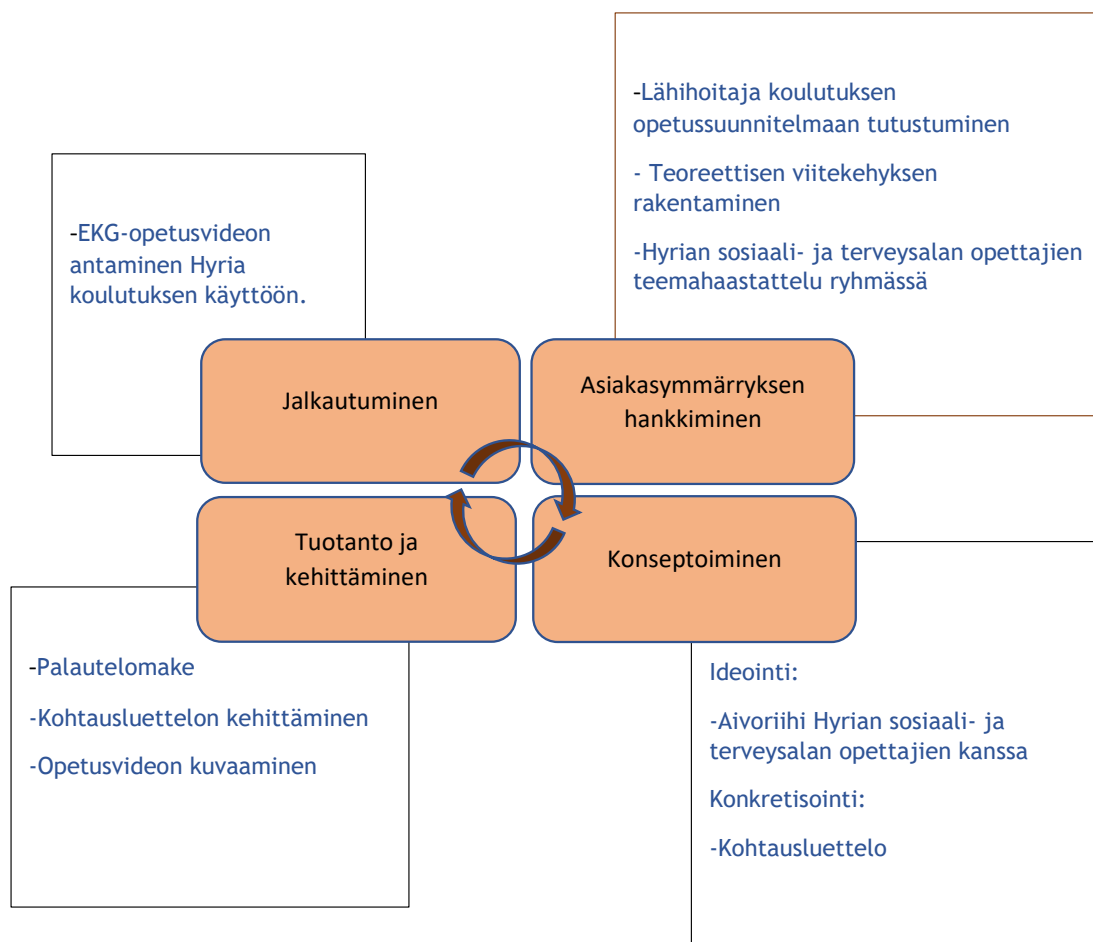 -Lähihoitaja koulutuksen
opetussuunnitelmaan tutustuminen
- Teoreettisen viitekehyksen
rakentaminen
-Hyrian sosiaali- ja terveysalan opettajien
teemahaastattelu ryhmässä
-EKG-opetusvideon
antaminen Hyria
koulutuksen käyttöön.
Jalkautuminen
Asiakasymmärryksen
hankkiminen
Tuotanto ja
kehittäminen
Konseptoiminen
-Palautelomake
-Kohtausluettelon kehittäminen
-Opetusvideon kuvaaminen
Ideointi:
-Aivoriihi Hyrian sosiaali- ja
terveysalan opettajien kanssa
Konkretisointi:
-Kohtausluettelo